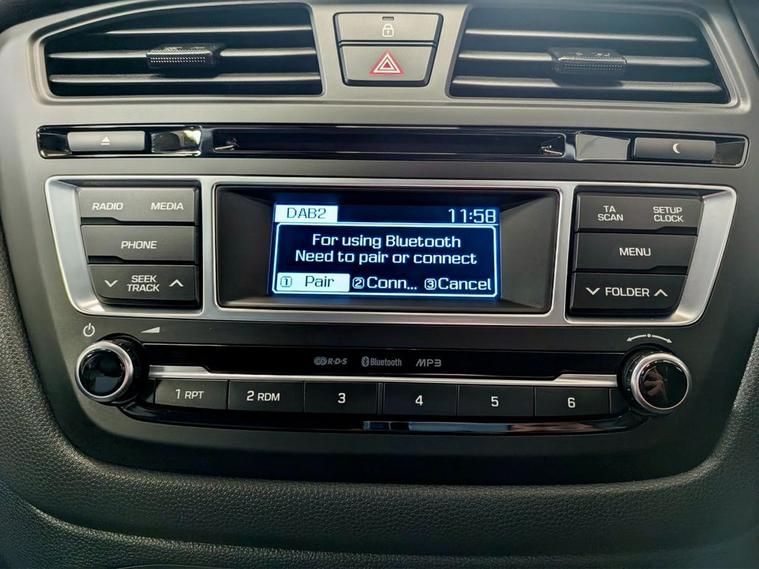 RADIO MEDIA
PHONE
SEEK
TRACK
DAB2 11:58
For using Bluetooth
Need to pair or connect
① Pair ②Conn... ③Cancel
TA
SCAN
SETUP
CLOCK
MENU
FOLDER
R·D·S Bluetooth MP3
1 RPT 2 RDM 3 4 5 6